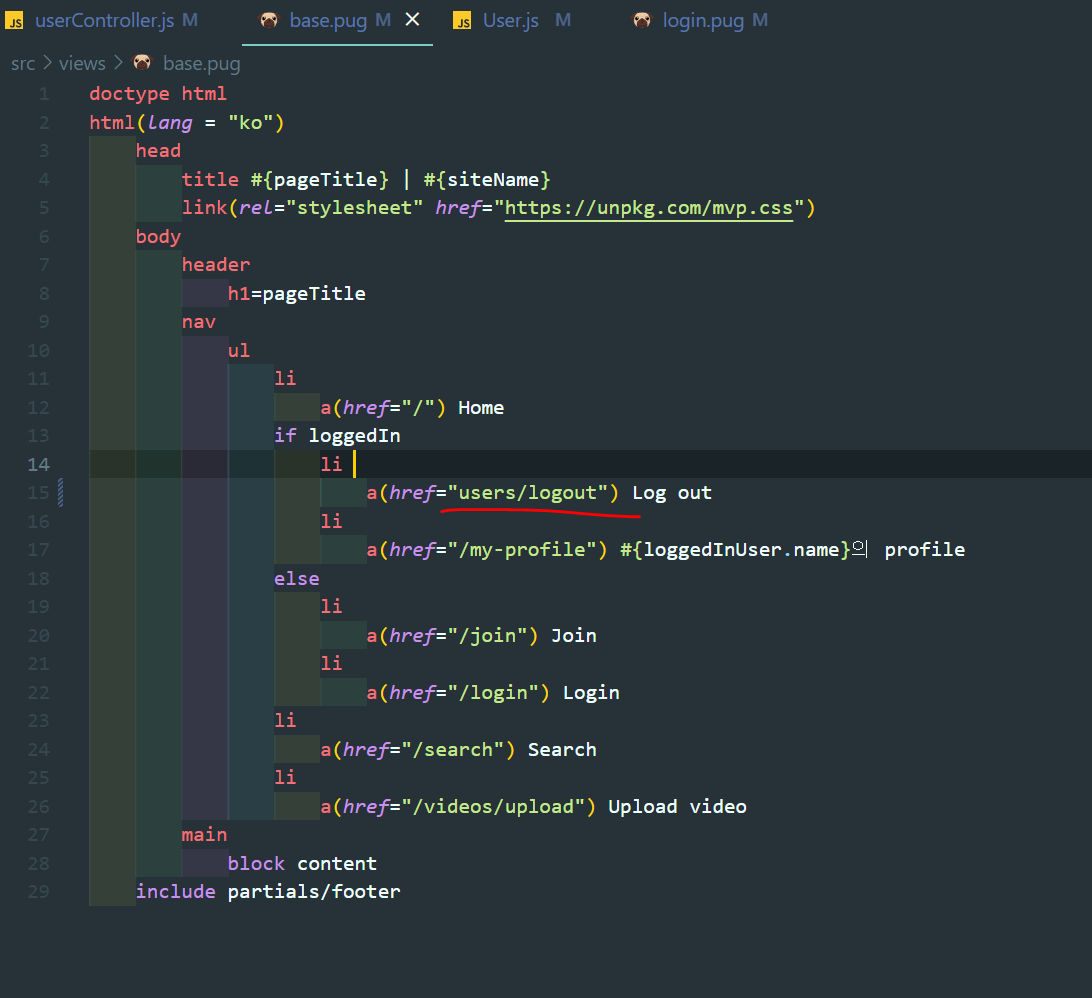 userController.js M base.pug M × User.js M login.pug M
src > views > base.pug
1 doctype html
2 html(lang = "ko")
3 head
4 title #{pageTitle} | #{siteName}
5 link(rel="stylesheet" href="https://unpkg.com/mvp.css")
6 body
7 header
8 h1=pageTitle
9 nav
10 ul
11 li
12 a(href="/") Home
13 if loggedIn
14 li
15 a(href="users/logout") Log out
16 li
17 a(href="/my-profile") #{loggedInUser.name}의 profile
18 else
19 li
20 a(href="/join") Join
21 li
22 a(href="/login") Login
23 li
24 a(href="/search") Search
25 li
26 a(href="/videos/upload") Upload video
27 main
28 block content
29 include partials/footer